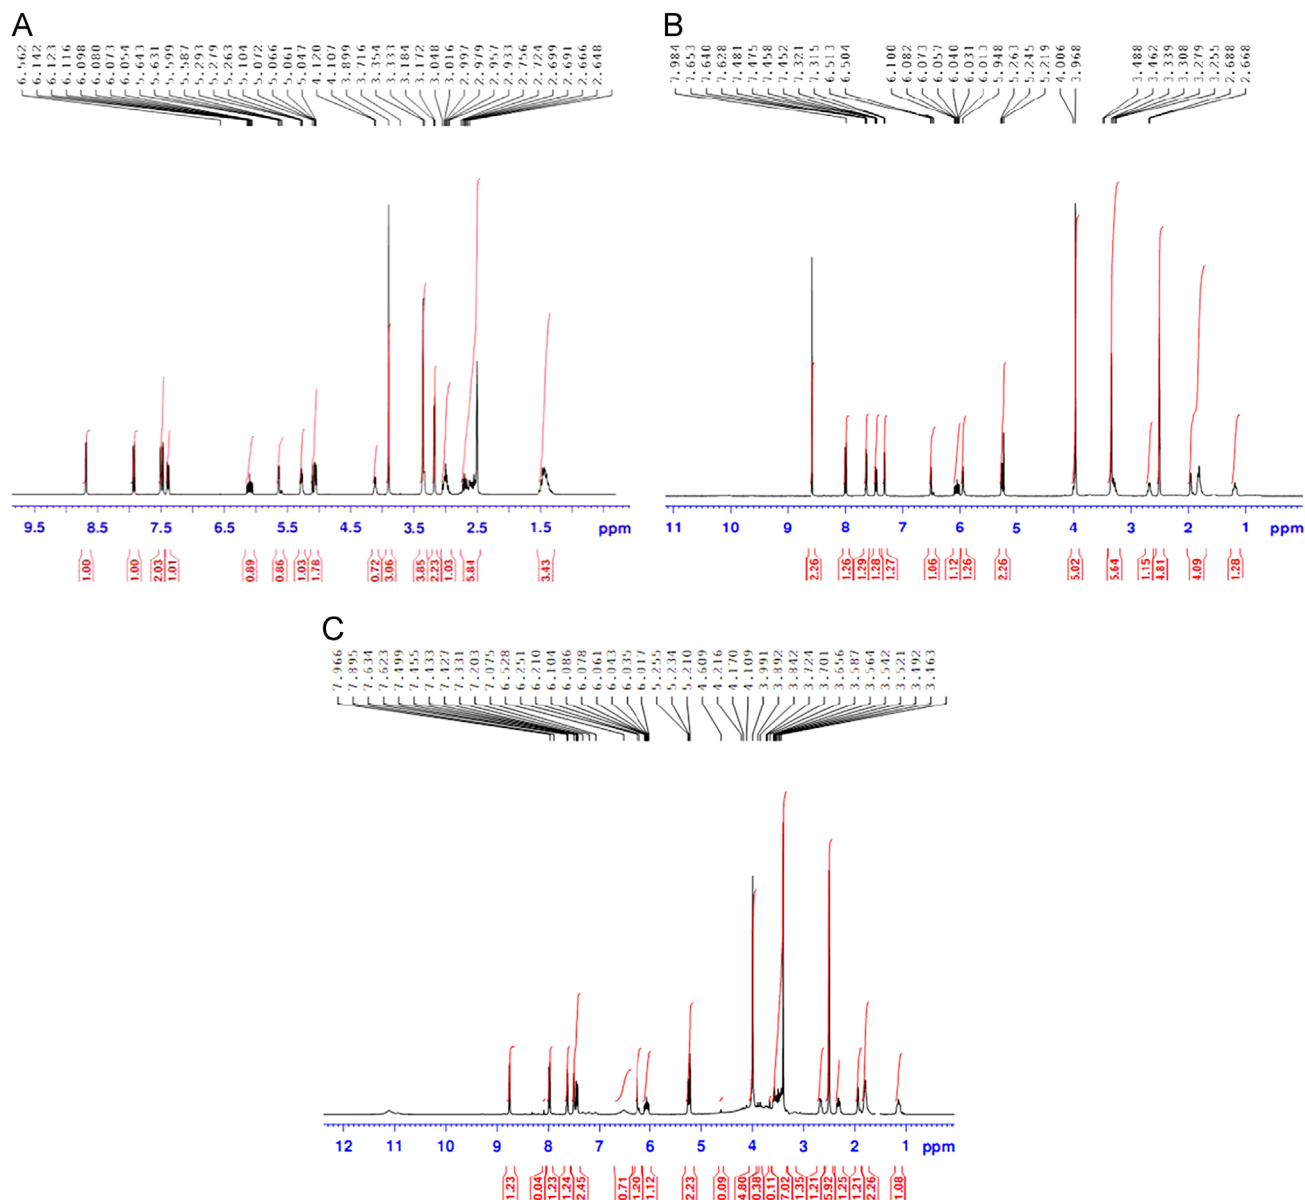 A
6.562 6.142 6.123 6.116 6.098 6.080 6.073 6.054 5.643 5.631 5.599 5.587 5.293 5.279 5.263 5.104 5.072 5.066 5.061 5.047 4.120 4.107 3.899 3.716 3.354 3.333 3.184 3.172 3.048 3.016 2.997 2.979 2.957 2.933 2.756 2.724 2.699 2.691 2.666 2.648
9.5 8.5 7.5 6.5 5.5 4.5 3.5 2.5 1.5 ppm
1.00 1.00 2.03 1.01 0.89 0.86 1.03 1.78 0.72 3.06 3.85 2.23 1.03 5.84 3.43
B
7.984 7.653 7.640 7.628 7.481 7.475 7.458 7.452 7.321 7.315 6.513 6.504 6.100 6.082 6.073 6.057 6.040 6.031 6.013 5.948 5.263 5.245 5.219 4.006 3.968 3.488 3.462 3.339 3.308 3.279 3.255 2.688 2.668
11 10 9 8 7 6 5 4 3 2 1 ppm
2.26 1.26 1.29 1.28 1.27 1.06 1.12 1.26 2.26 5.02 5.64 1.15 4.81 4.09 1.28
C
7.966 7.895 7.634 7.623 7.499 7.455 7.433 7.427 7.331 7.203 7.075 6.528 6.251 6.210 6.104 6.086 6.078 6.061 6.043 6.035 6.017 5.255 5.234 5.210 4.609 4.216 4.170 4.109 3.991 3.892 3.842 3.724 3.701 3.656 3.587 3.564 3.542 3.521 3.492 3.463
12 11 10 9 8 7 6 5 4 3 2 1 ppm
1.23 0.04 1.23 1.24 2.45 0.71 1.20 1.12 2.23 0.09 4.80 0.38 0.11 7.02 1.35 1.21 5.92 1.25 1.21 2.26 1.08